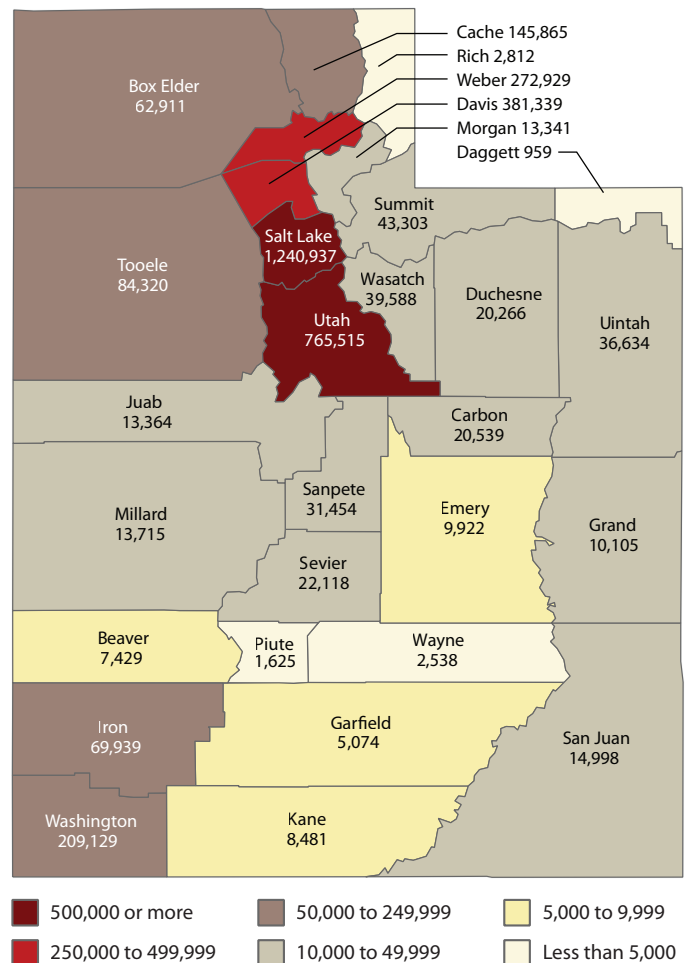 Cache 145,865
Rich 2,812
Weber 272,929
Davis 381,339
Morgan 13,341
Daggett 959
Box Elder
62,911
Summit
43,303
Salt Lake
1,240,937
Tooele
84,320
Wasatch
39,588
Duchesne
20,266
Uintah
36,634
Utah
765,515
Juab
13,364
Carbon
20,539
Sanpete
31,454
Emery
9,922
Millard
13,715
Grand
10,105
Sevier
22,118
Beaver
7,429
Piute
1,625
Wayne
2,538
Iron
69,939
Garfield
5,074
San Juan
14,998
Washington
209,129
Kane
8,481
500,000 or more
50,000 to 249,999
5,000 to 9,999
250,000 to 499,999
10,000 to 49,999
Less than 5,000